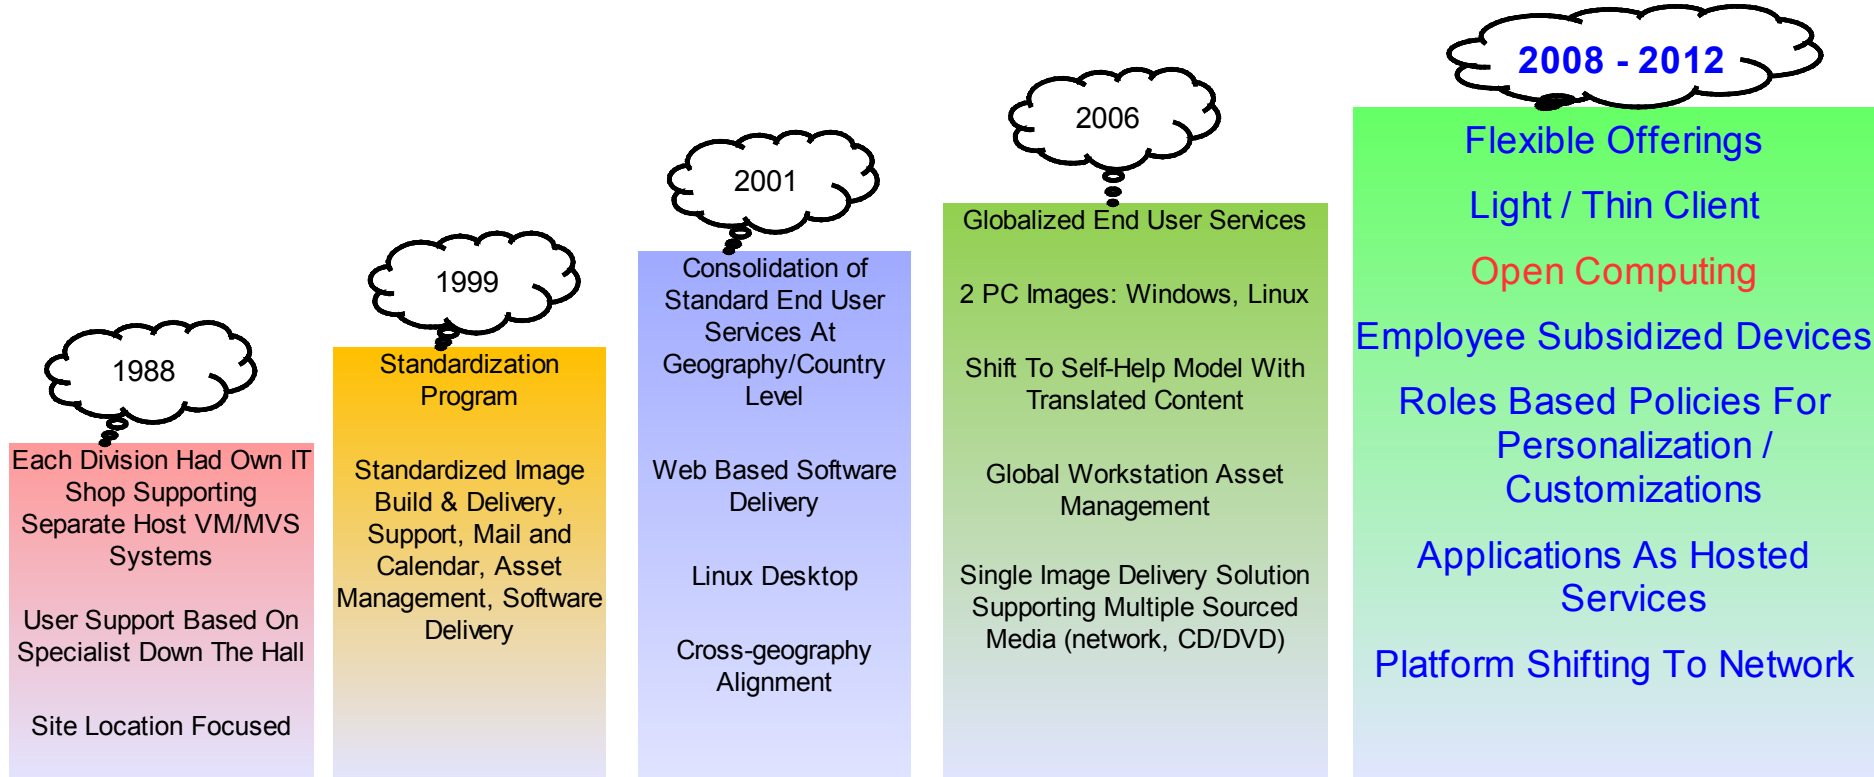 1988
Each Division Had Own IT
Shop Supporting
Separate Host VM/MVS
Systems
User Support Based On
Specialist Down The Hall
Site Location Focused
1999
Standardization
Program
Standardized Image
Build & Delivery,
Support, Mail and
Calendar, Asset
Management, Software
Delivery
2001
Consolidation of
Standard End User
Services At
Geography/Country
Level
Web Based Software
Delivery
Linux Desktop
Cross-geography
Alignment
2006
Globalized End User Services
2 PC Images: Windows, Linux
Shift To Self-Help Model With
Translated Content
Global Workstation Asset
Management
Single Image Delivery Solution
Supporting Multiple Sourced
Media (network, CD/DVD)
2008 - 2012
Flexible Offerings
Light / Thin Client
Open Computing
Employee Subsidized Devices
Roles Based Policies For
Personalization /
Customizations
Applications As Hosted
Services
Platform Shifting To Network